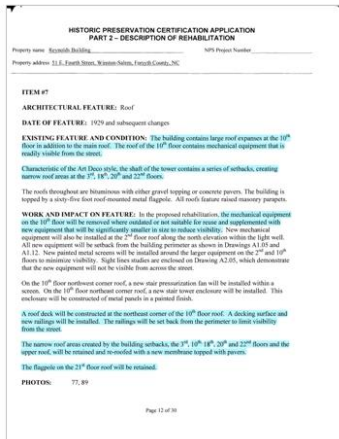 HISTORIC PRESERVATION CERTIFICATION APPLICATION
PART 2 – DESCRIPTION OF REHABILITATION
Property name Reynolds Building NPS Project Number
Property address 51 E. Fourth Street, Winston-Salem, Forsyth County, NC
ITEM #7
ARCHITECTURAL FEATURE: Roof
DATE OF FEATURE: 1929 and subsequent changes
EXISTING FEATURE AND CONDITION: The building contains large roof expanses at the 10th
floor in addition to the main roof. The roof of the 10th floor contains mechanical equipment that is
readily visible from the street.
Characteristic of the Art Deco style, the shaft of the tower contains a series of setbacks, creating
narrow roof areas at the 3rd, 18th, 20th and 22nd floors.
The roofs throughout are bituminous with either gravel topping or concrete pavers. The building is
topped by a sixty-five foot roof-mounted metal flagpole. All roofs feature raised masonry parapets.
WORK AND IMPACT ON FEATURE: In the proposed rehabilitation, the mechanical equipment
on the 10th floor will be removed where outdated or not suitable for reuse and supplemented with
new equipment that will be significantly smaller in size to reduce visibility. New mechanical
equipment will also be installed at the 2nd floor roof along the north elevation within the light well.
All new equipment will be setback from the building perimeter as shown in Drawings A1.05 and
A1.12. New painted metal screens will be installed around the larger equipment on the 2nd and 10th
floors to minimize visibility. Sight lines studies are enclosed on Drawing A2.05, which demonstrate
that the new equipment will not be visible from across the street.
On the 10th floor northwest corner roof, a new stair pressurization fan will be installed within a
screen. On the 10th floor northeast corner roof, a new stair tower enclosure will be installed. This
enclosure will be constructed of metal panels in a painted finish.
A roof deck will be constructed at the northeast corner of the 10th floor roof. A decking surface and
new railings will be installed. The railings will be set back from the perimeter to limit visibility
from the street.
The narrow roof areas created by the building setbacks, the 3rd, 10th, 18th, 20th and 22nd floors and the
upper roof, will be retained and re-roofed with a new membrane topped with pavers.
The flagpole on the 21st floor roof will be retained.
PHOTOS: 77, 89
Page 12 of 30